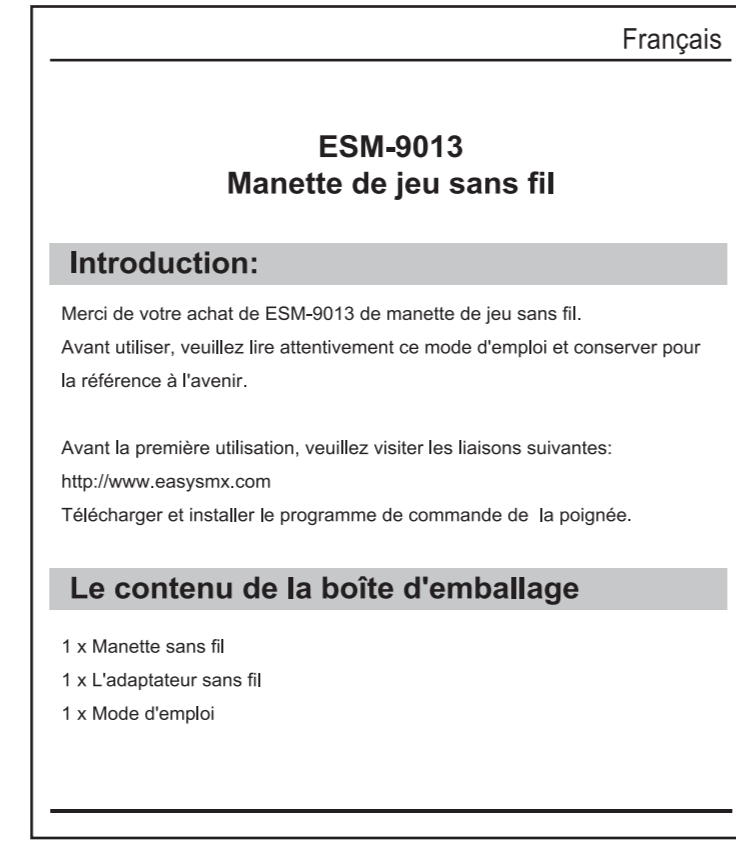 Français
ESM-9013
Manette de jeu sans fil
Introduction:
Merci de votre achat de ESM-9013 de manette de jeu sans fil.
Avant utiliser, veuillez lire attentivement ce mode d'emploi et conserver pour
la référence à l'avenir.
Avant la première utilisation, veuillez visiter les liaisons suivantes:
http://www.easysmx.com
Télécharger et installer le programme de commande de  la poignée.
Le contenu de la boîte d'emballage
1 x Manette sans fil
1 x L'adaptateur sans fil
1 x Mode d'emploi